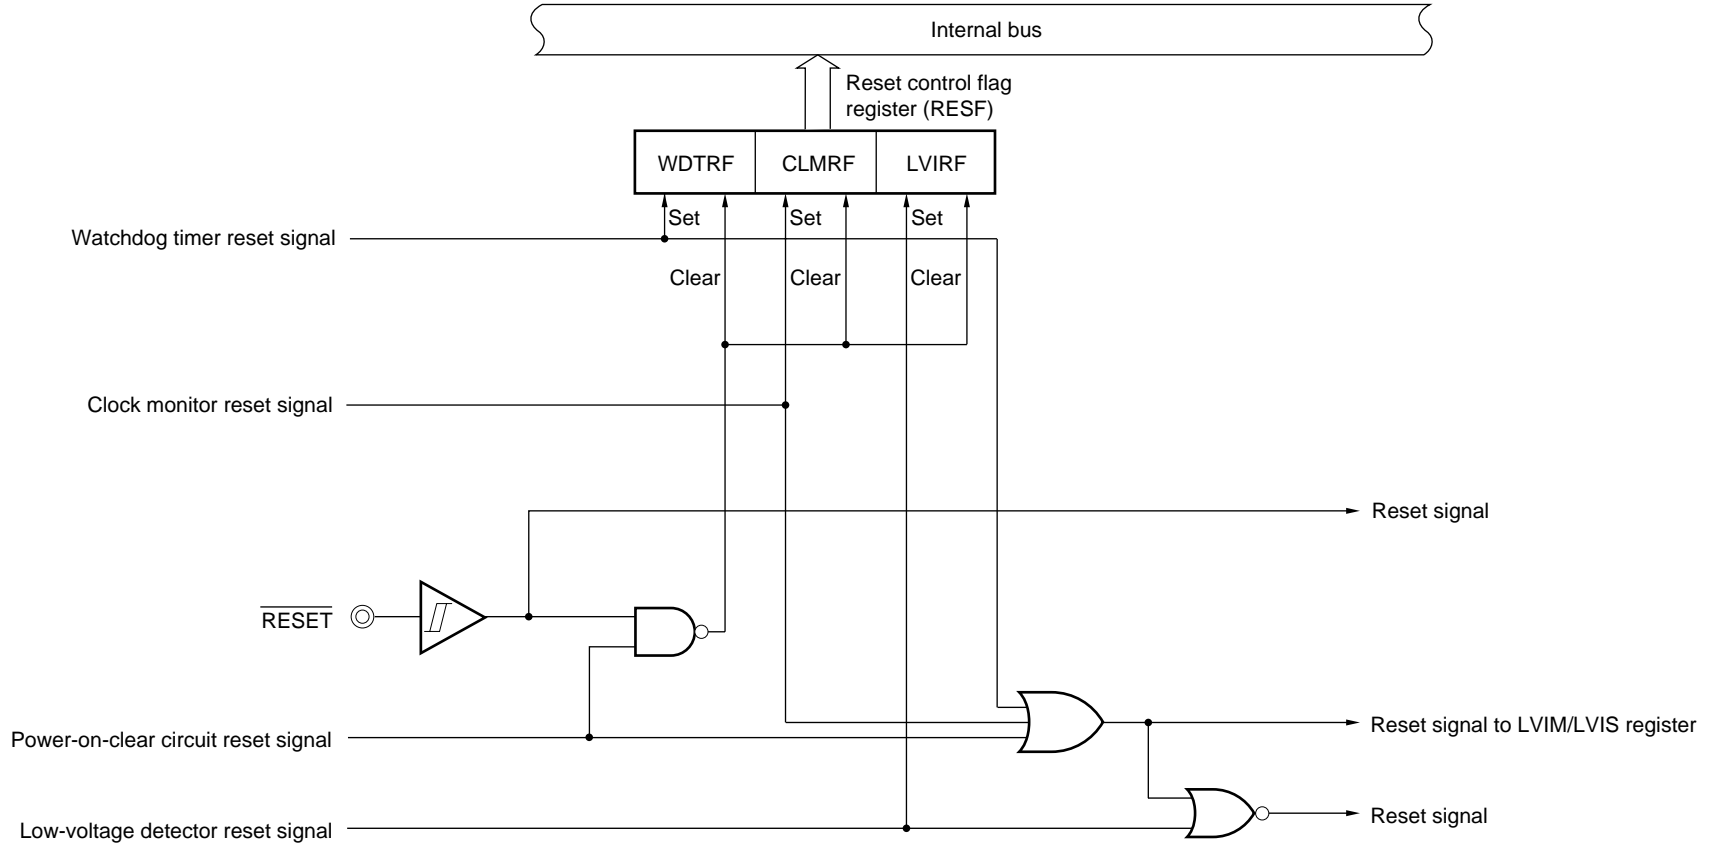 Internal bus
Reset control flag
register (RESF)
WDTRF CLMRF LVIRF
Set Set Set
Watchdog timer reset signal
Clear Clear Clear
Clock monitor reset signal
Reset signal
RESET
Reset signal to LVIM/LVIS register
Power-on-clear circuit reset signal
Reset signal
Low-voltage detector reset signal